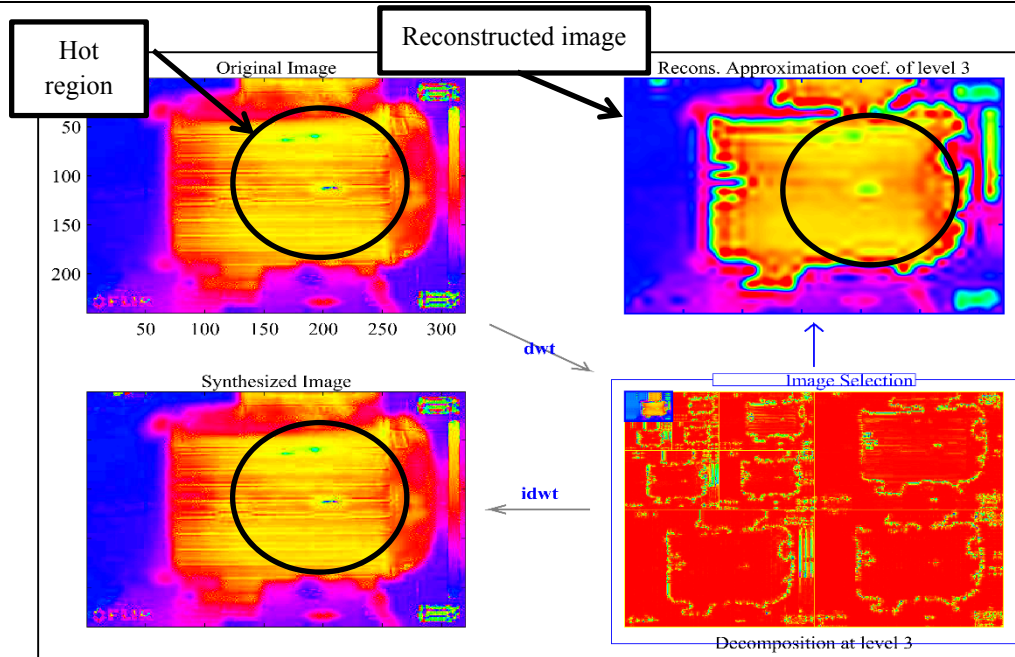 Hot
region
Reconstructed image
Original Image
Recons. Approximation coef. of level 3
50
100
150
200
50 100 150 200 250 300
dwt
Synthesized Image
Image Selection
idwt
Decomposition at level 3